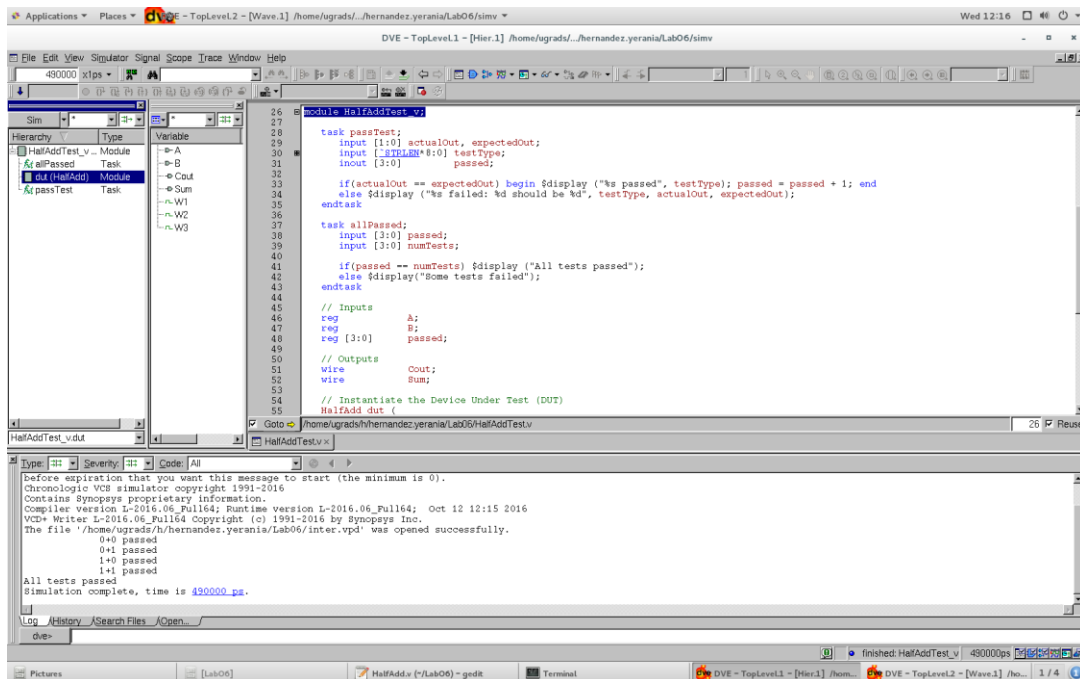 Applications Places DVE - TopLevel.2 - [Wave.1] /home/ugrads/.../hernandez.yerania/Lab06/simv Wed 12:16
DVE - TopLevel.1 - [Hier.1] /home/ugrads/.../hernandez.yerania/Lab06/simv
File Edit View Simulator Signal Scope Trace Window Help
490000 x1ps
Sim *
Hierarchy Type
HalfAddTest_v ... Module
allPassed Task
dut (HalfAdd) Module
passTest Task
HalfAddTest_v.dut
*
Variable
A
B
Cout
Sum
W1
W2
W3
26 module HalfAddTest_v;
27
28 task passTest;
29 input [1:0] actualOut, expectedOut;
30 input [`STRLEN*8:0] testType;
31 inout [3:0] passed;
32
33 if(actualOut == expectedOut) begin $display ("%s passed", testType); passed = passed + 1; end
34 else $display ("%s failed: %d should be %d", testType, actualOut, expectedOut);
35 endtask
36
37 task allPassed;
38 input [3:0] passed;
39 input [3:0] numTests;
40
41 if(passed == numTests) $display ("All tests passed");
42 else $display("Some tests failed");
43 endtask
44
45 // Inputs
46 reg A;
47 reg B;
48 reg [3:0] passed;
49
50 // Outputs
51 wire Cout;
52 wire Sum;
53
54 // Instantiate the Device Under Test (DUT)
55 HalfAdd dut (
Goto /home/ugrads/h/hernandez.yerania/Lab06/HalfAddTest.v 26 Reuse
HalfAddTest.v ×
Type: Severity: Code: All
before expiration that you want this message to start (the minimum is 0).
Chronologic VCS simulator copyright 1991-2016
Contains Synopsys proprietary information.
Compiler version L-2016.06_Full64; Runtime version L-2016.06_Full64; Oct 12 12:15 2016
VCD+ Writer L-2016.06_Full64 Copyright (c) 1991-2016 by Synopsys Inc.
The file '/home/ugrads/h/hernandez.yerania/Lab06/inter.vpd' was opened successfully.
0+0 passed
0+1 passed
1+0 passed
1+1 passed
All tests passed
Simulation complete, time is 490000 ps.
Log History Search Files Open...
dve>
finished: HalfAddTest_v 490000ps
Pictures [Lab06] HalfAdd.v (~/Lab06) - gedit Terminal DVE - TopLevel.1 - [Hier.1] /hom... DVE - TopLevel.2 - [Wave.1] /ho... 1 / 4